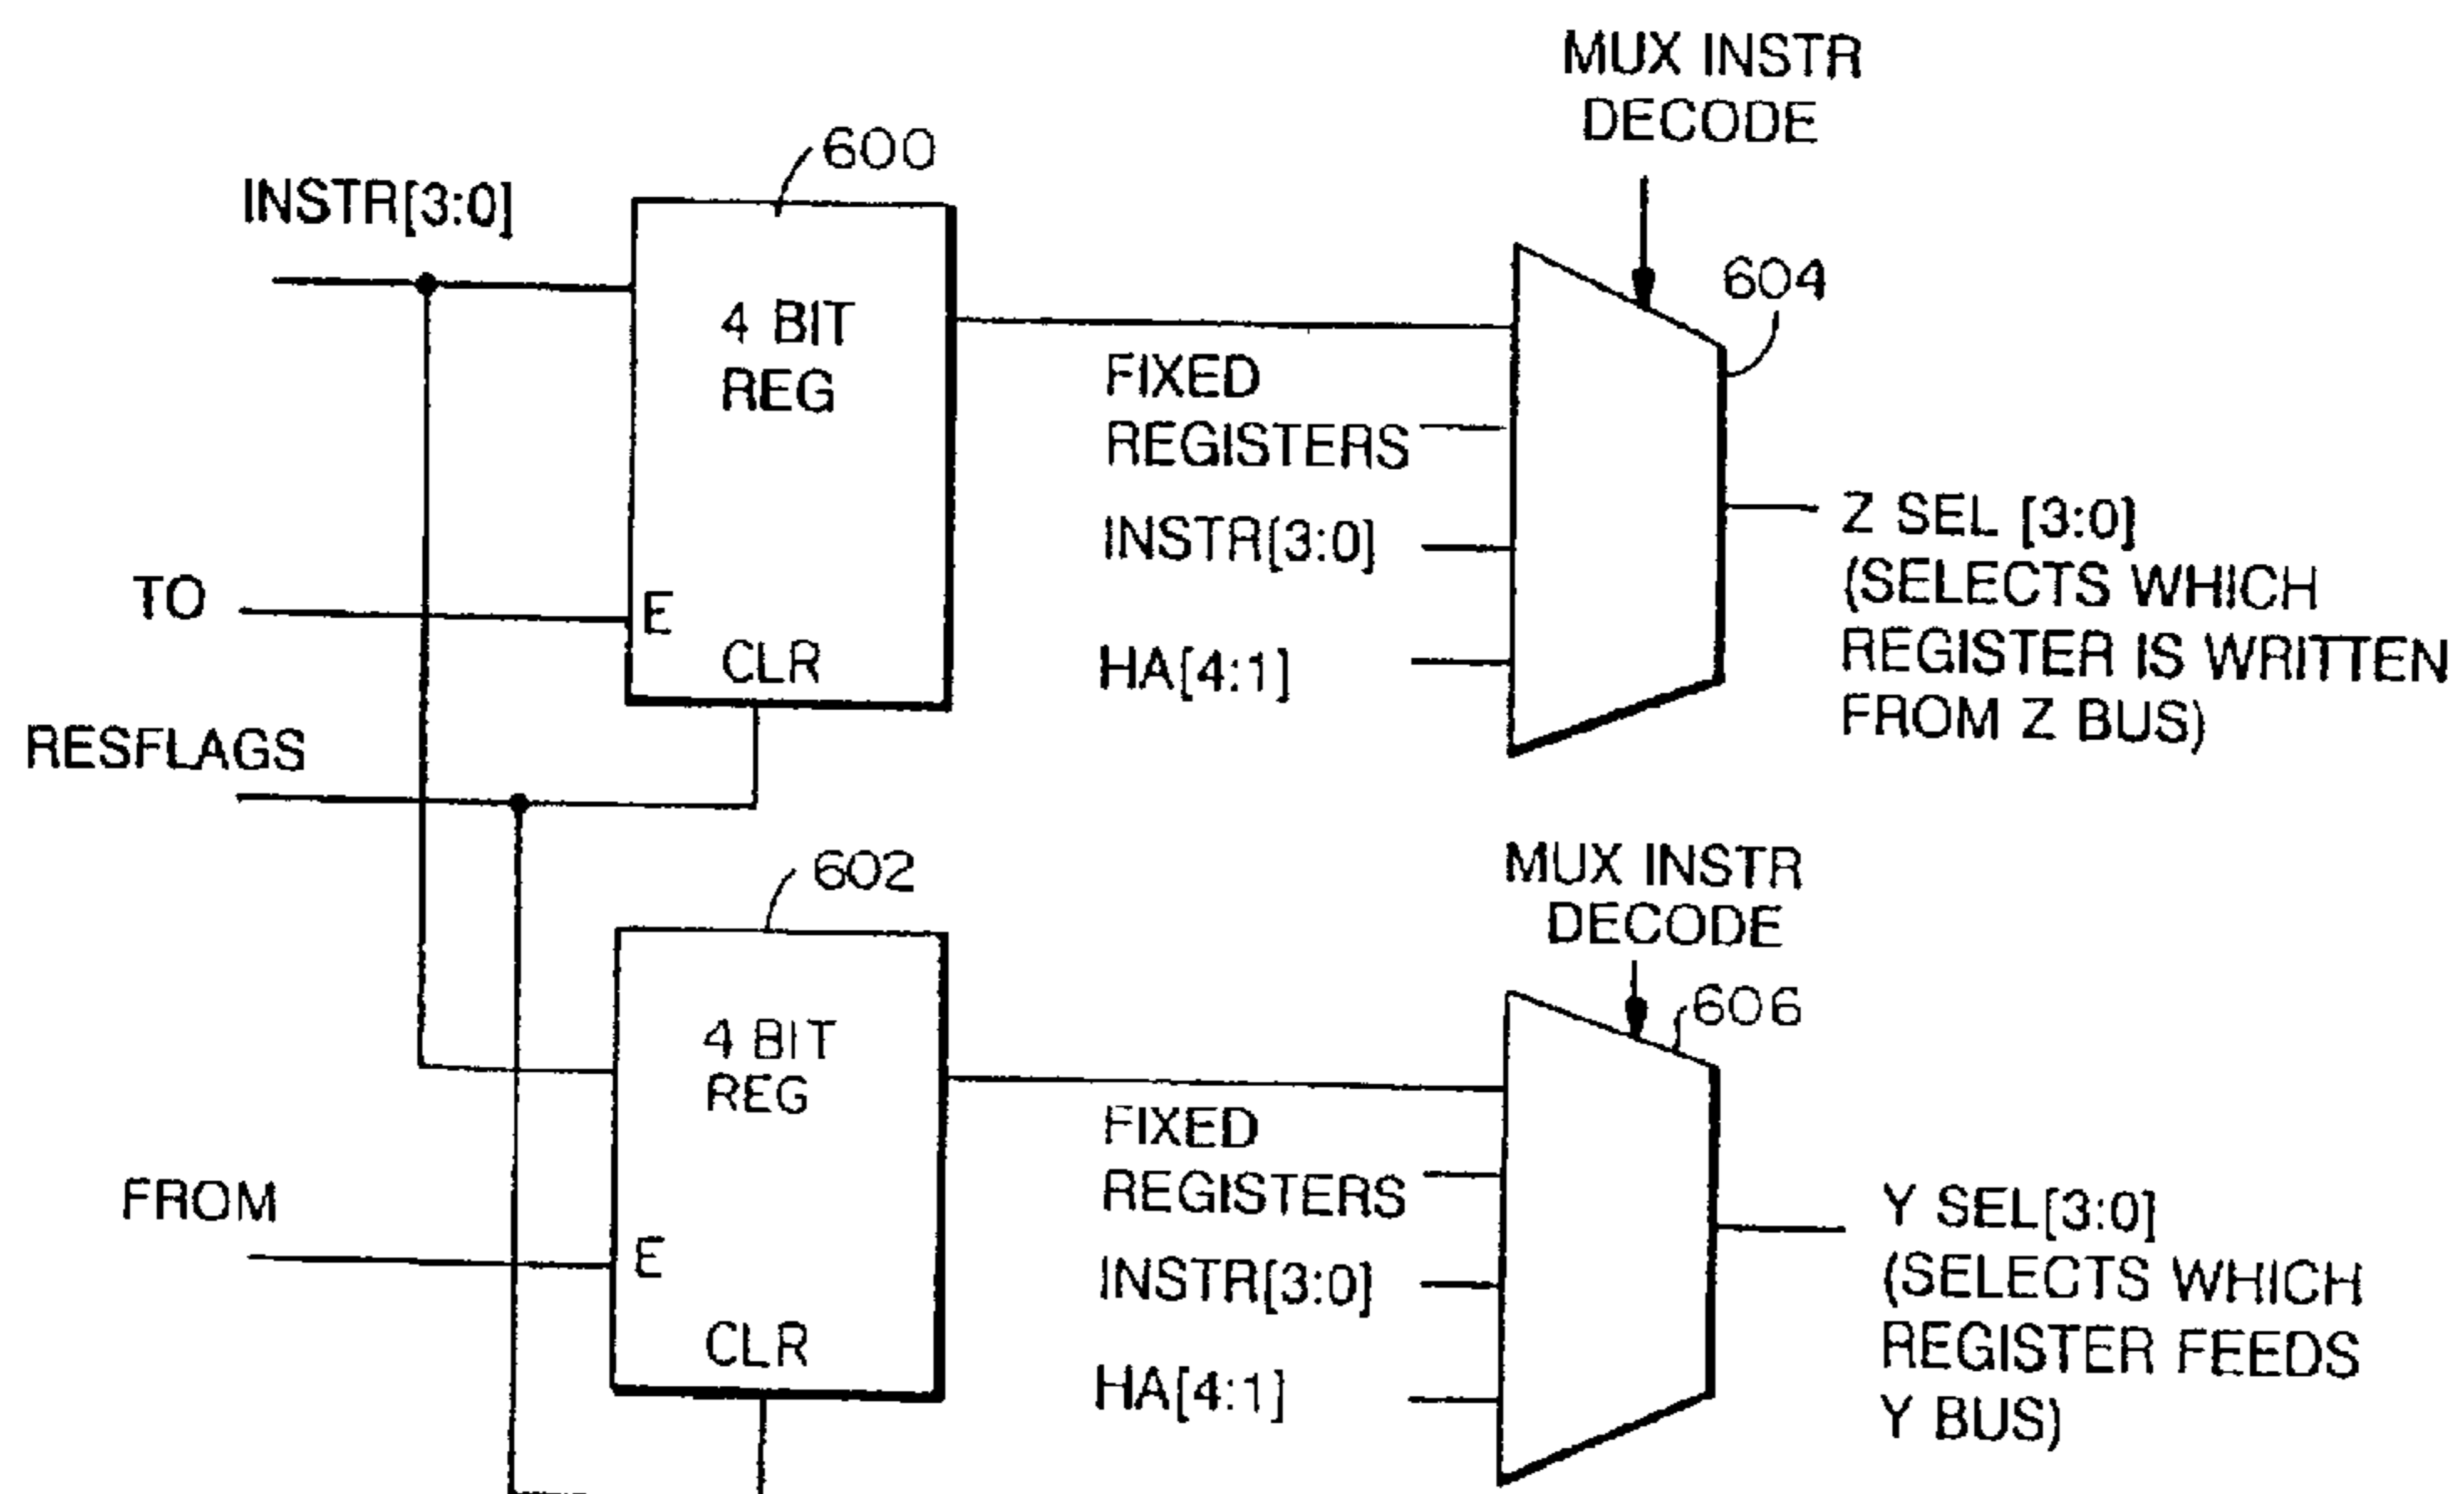 MUX INSTR
DECODE
600
INSTR[3:0]
604
4 BIT
REG
FIXED
REGISTERS
INSTR[3:0]
Z SEL [3:0]
(SELECTS WHICH
REGISTER IS WRITTEN
FROM Z BUS)
TO
E
CLR
HA[4:1]
RESFLAGS
602
MUX INSTR
DECODE
606
4 BIT
REG
FIXED
REGISTERS
FROM
E
INSTR[3:0]
Y SEL[3:0]
(SELECTS WHICH
REGISTER FEEDS
Y BUS)
CLR
HA[4:1]